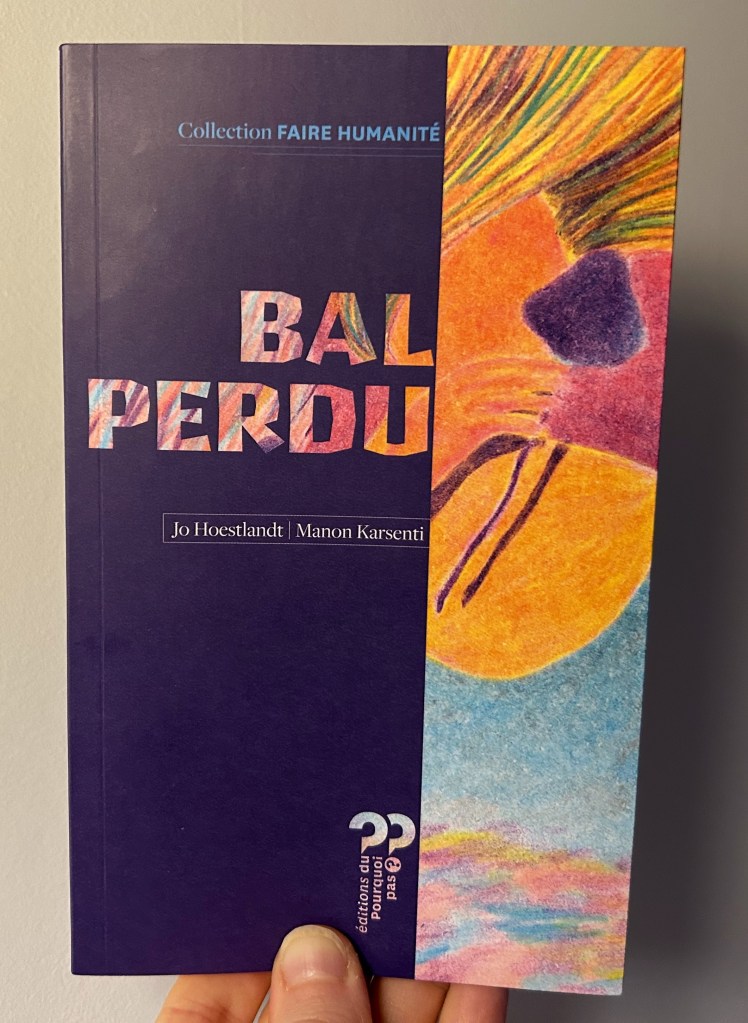 Collection FAIRE HUMANITÉ
BAL
PERDU
Jo Hoestlandt | Manon Karsenti
??
éditions du
Pourquoi
pas ?